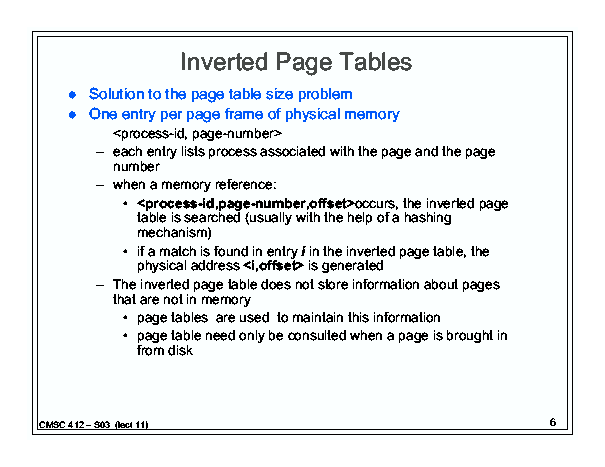 Inverted Page Tables
● Solution to the page table size problem
● One entry per page frame of physical memory
<process-id, page-number>
– each entry lists process associated with the page and the page
number
– when a memory reference:
• <process-id,page-number,offset>occurs, the inverted page
table is searched (usually with the help of a hashing
mechanism)
• if a match is found in entry i in the inverted page table, the
physical address <i,offset> is generated
– The inverted page table does not store information about pages
that are not in memory
• page tables are used to maintain this information
• page table need only be consulted when a page is brought in
from disk
CMSC 412 – S03 (lect 11)
6